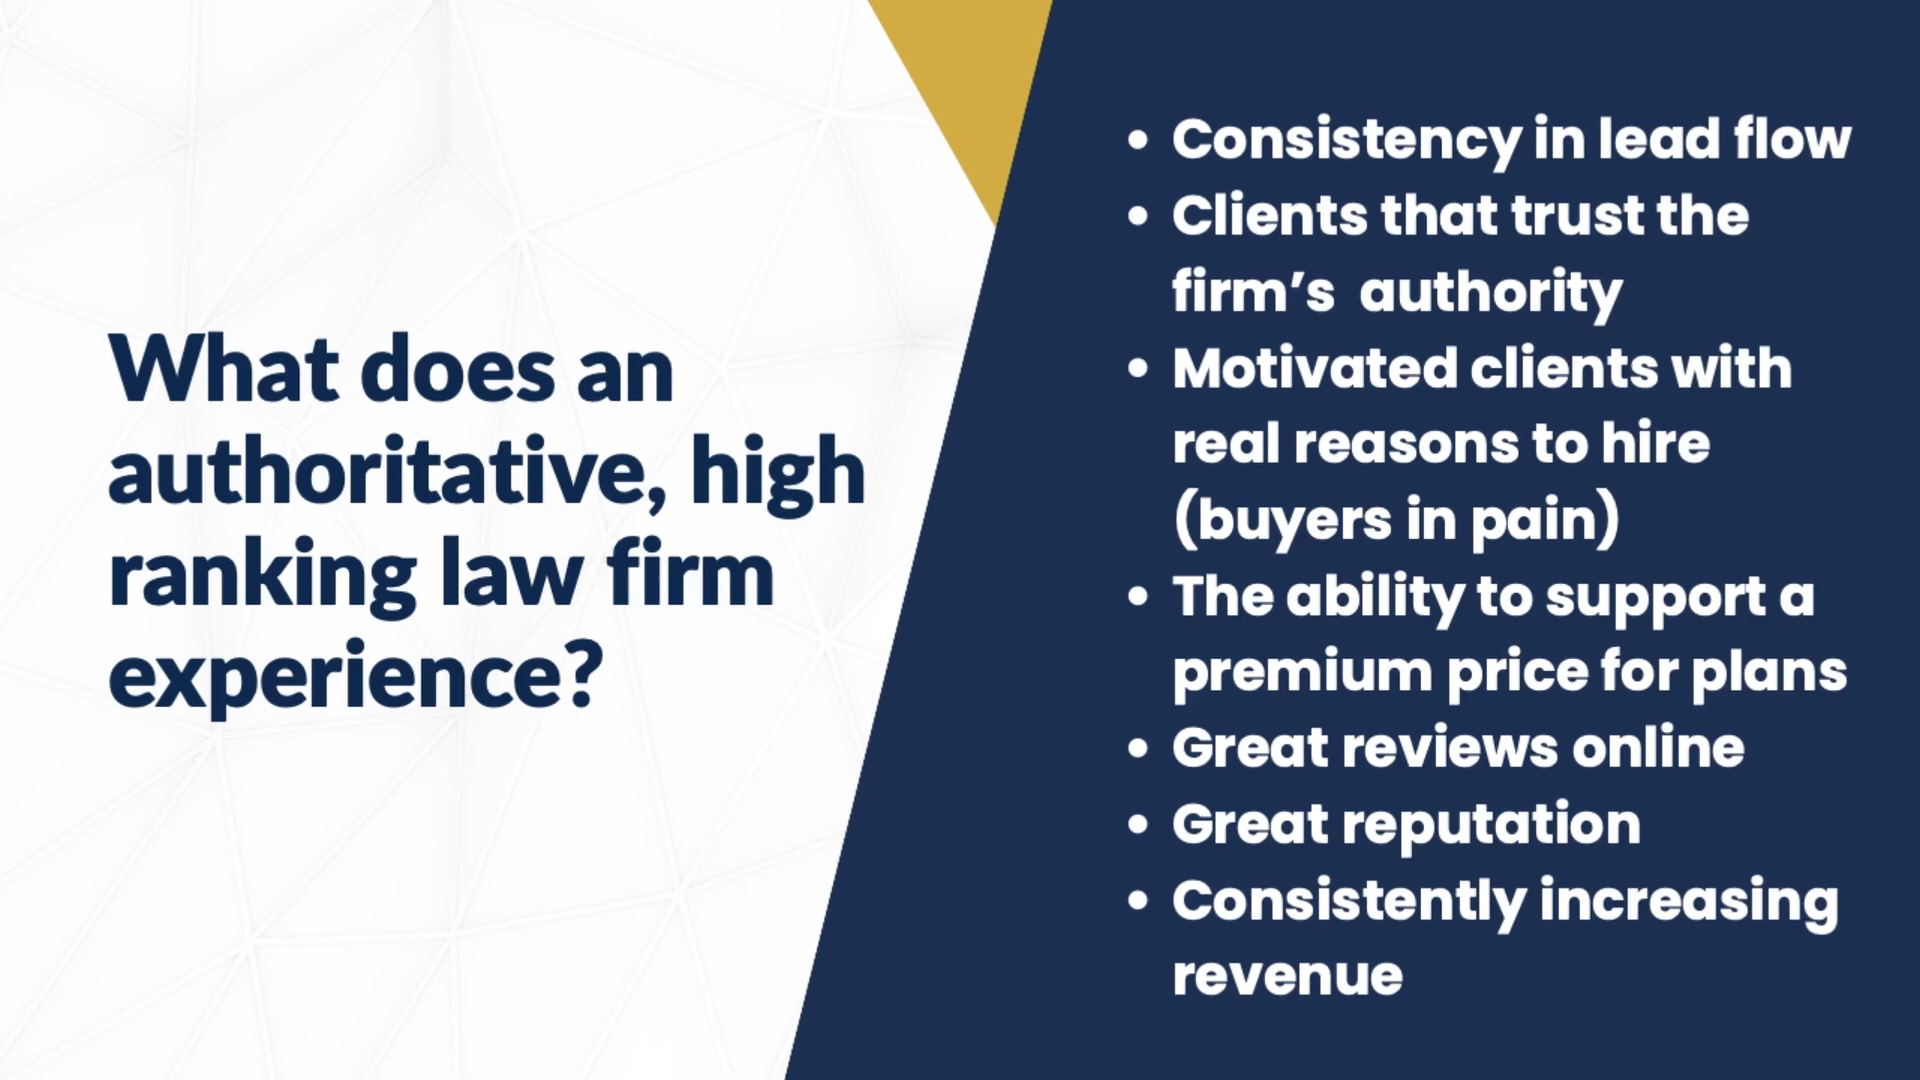 What does an
authoritative, high
ranking law firm
experience?
• Consistency in lead flow
• Clients that trust the
firm’s  authority
• Motivated clients with
real reasons to hire
(buyers in pain)
• The ability to support a
premium price for plans
• Great reviews online
• Great reputation
• Consistently increasing
revenue